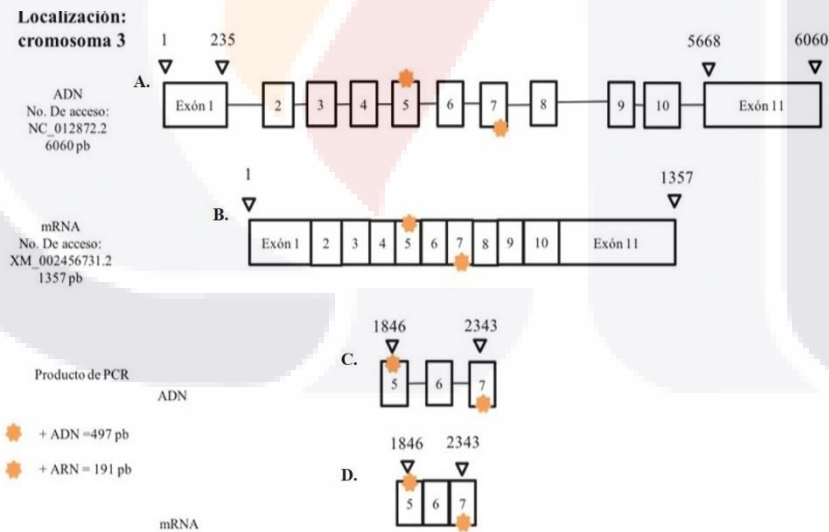 Localización:
cromosoma 3
1
235
5668
6060
A.
ADN
No. De acceso:
NC_012872.2
6060 pb
Exón 1
2
3
4
5
6
7
8
9
10
Exón 11
1
1357
B.
mRNA
No. De acceso:
XM_002456731.2
1357 pb
Exón 1
2
3
4
5
6
7
8
9
10
Exón 11
1846
2343
C.
5
6
7
Producto de PCR
ADN
+ ADN =497 pb
1846
2343
+ ARN = 191 pb
D.
5
6
7
mRNA